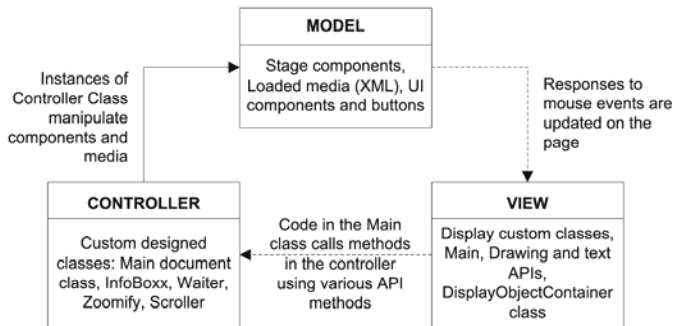 MODEL
Stage components,
Loaded media (XML), UI
components and buttons
Instances of
Controller Class
manipulate
components and
media
Responses to
mouse events are
updated on the
page
CONTROLLER
Custom designed
classes: Main document
class, InfoBoxx, Waiter,
Zoomify, Scroller
Code in the Main
class calls methods
in the controller
using various API
methods
VIEW
Display custom classes,
Main, Drawing and text
APIs,
DisplayObjectContainer
class